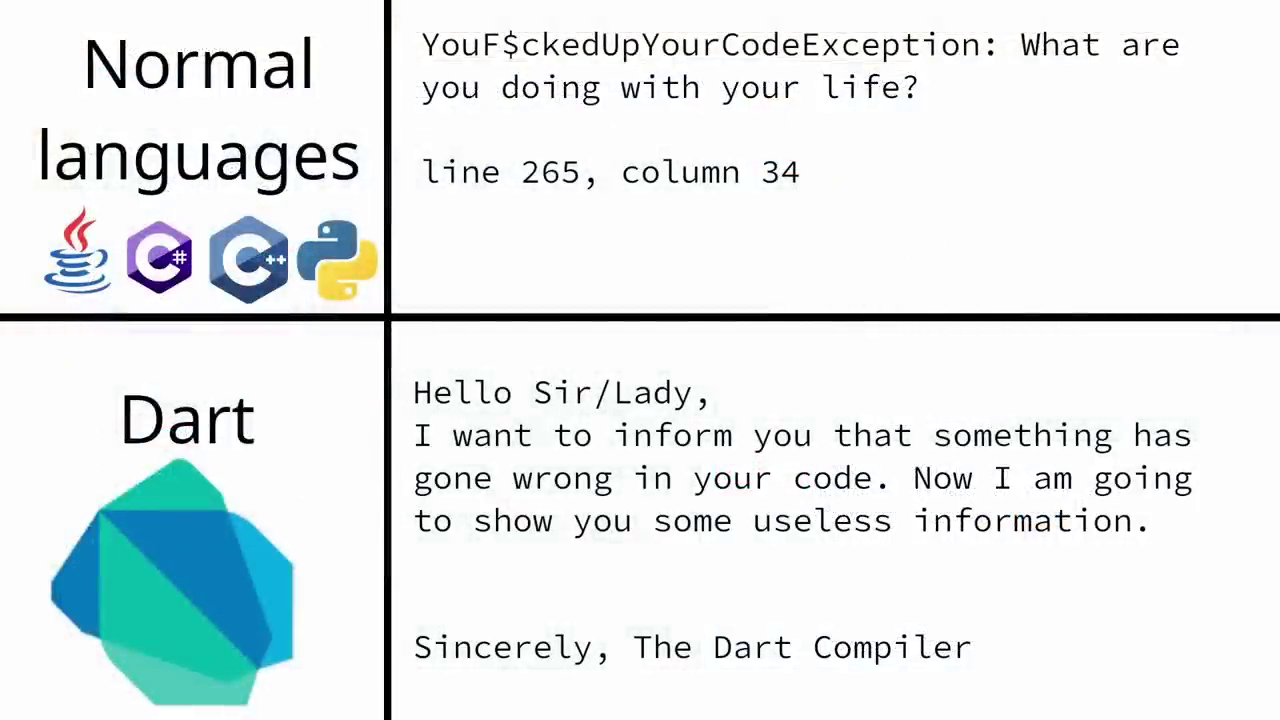 Normal
languages
YouF$ckedUpYourCodeException: What are
you doing with your life?
line 265, column 34
C#
C++
Dart
Hello Sir/Lady,
I want to inform you that something has
gone wrong in your code. Now I am going
to show you some useless information.
Sincerely, The Dart Compiler